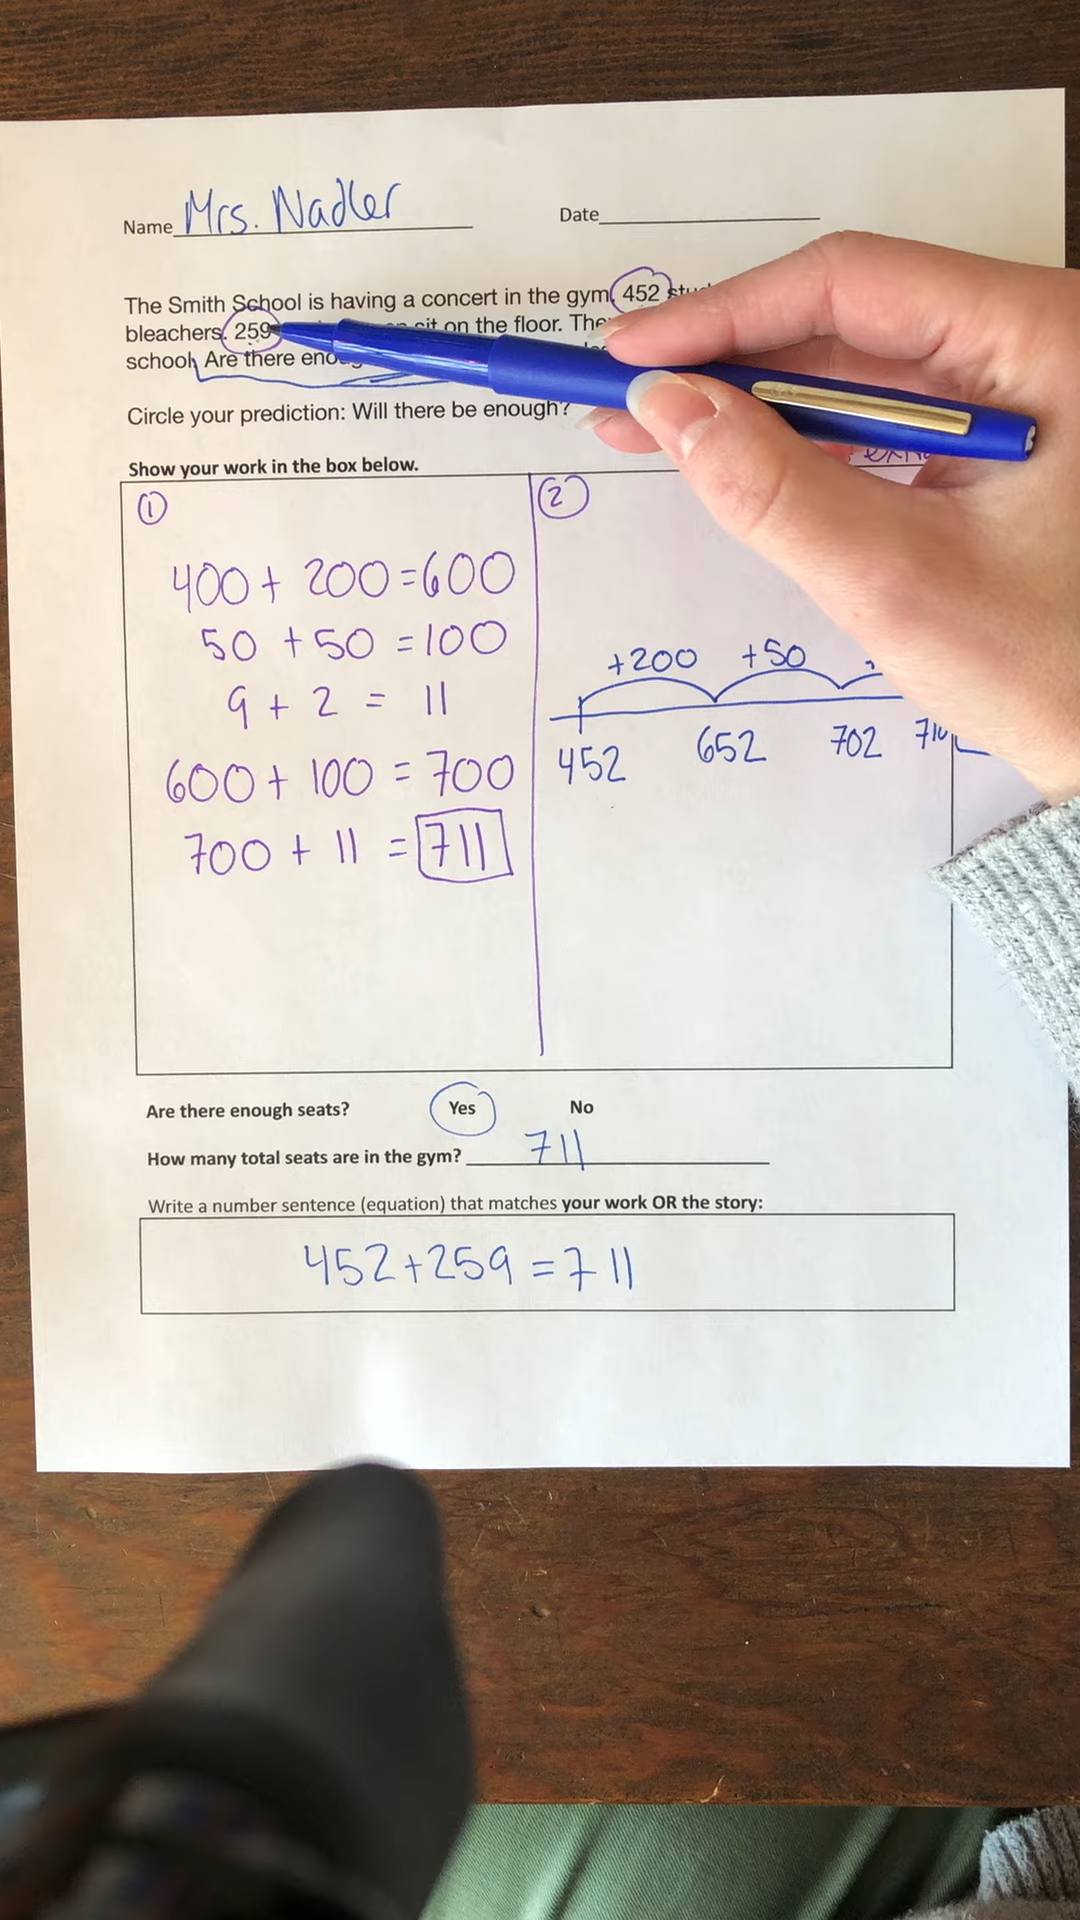 Name Mrs. Nadler Date
The Smith School is having a concert in the gym. 452
bleachers. 259 sit on the floor.
school. Are there
Circle your prediction: Will there be enough?
Show your work in the box below.
1
400 + 200 = 600
50 + 50 = 100
9 + 2 = 11
600 + 100 = 700
700 + 11 = 711
2
+200 +50
452 652 702
Are there enough seats? Yes No
How many total seats are in the gym? 711
Write a number sentence (equation) that matches your work OR the story:
452+259=711